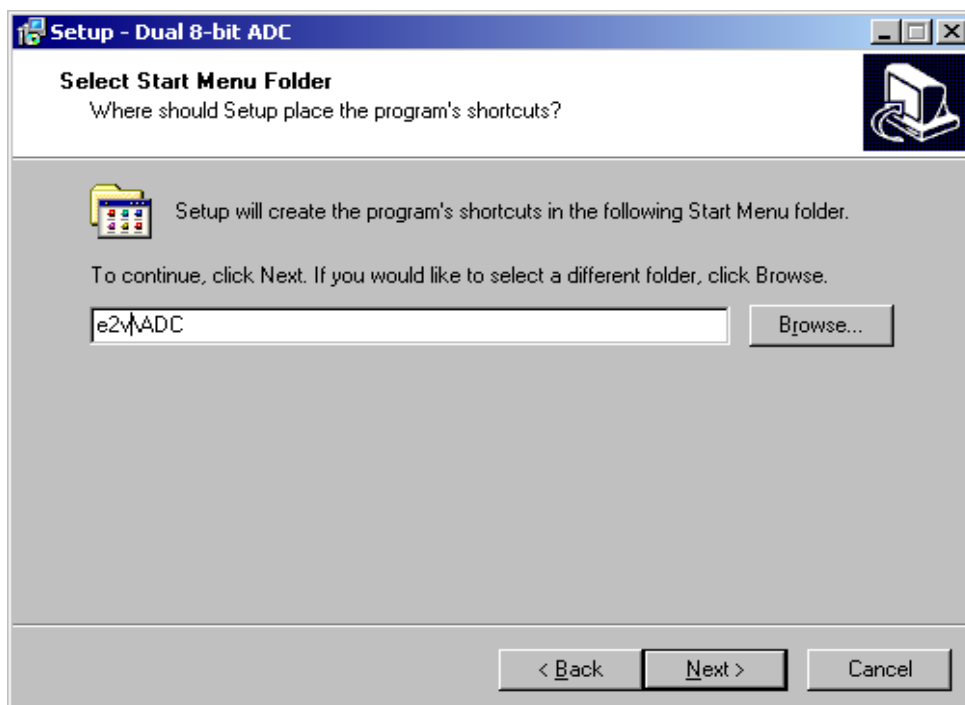 Setup - Dual 8-bit ADC
Select Start Menu Folder
Where should Setup place the program's shortcuts?
Setup will create the program's shortcuts in the following Start Menu folder.
To continue, click Next. If you would like to select a different folder, click Browse.
e2v\ADC
Browse...
< Back
Next >
Cancel